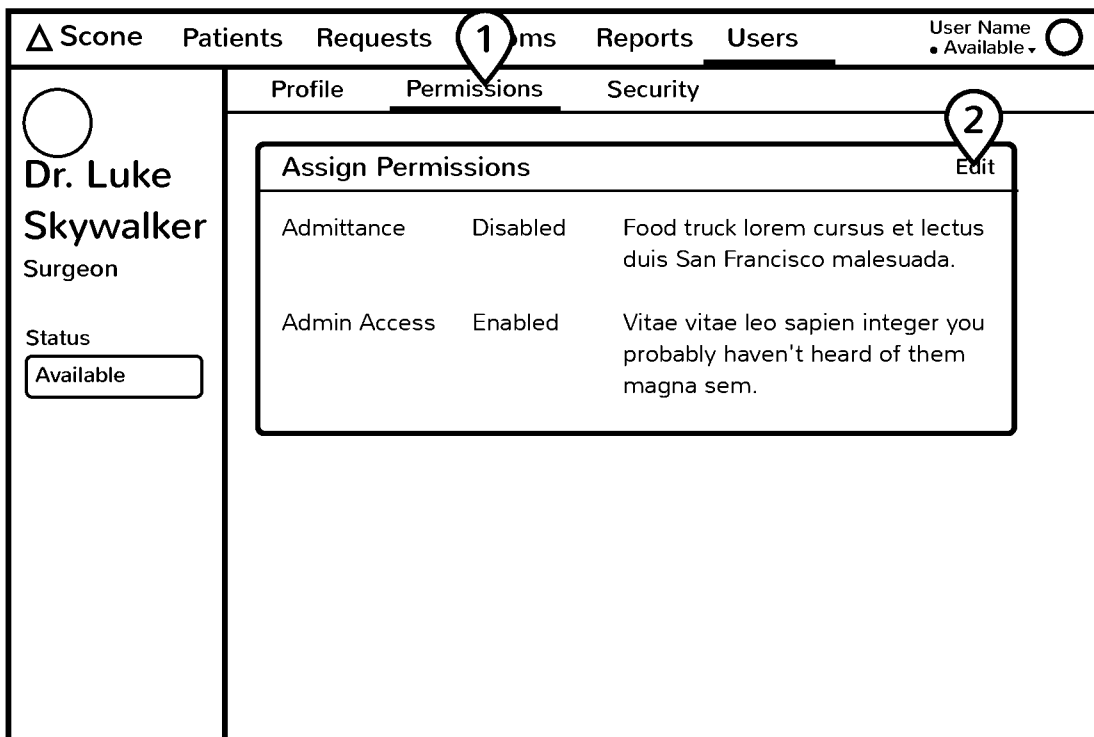 Scone Patients Requests Reports Users
User Name
Available
1
Profile Permissions Security
2
Dr. Luke
Skywalker
Surgeon
Status
Available
Assign Permissions Edit
Admittance Disabled Food truck lorem cursus et lectus
duis San Francisco malesuada.
Admin Access Enabled Vitae vitae leo sapien integer you
probably haven't heard of them
magna sem.